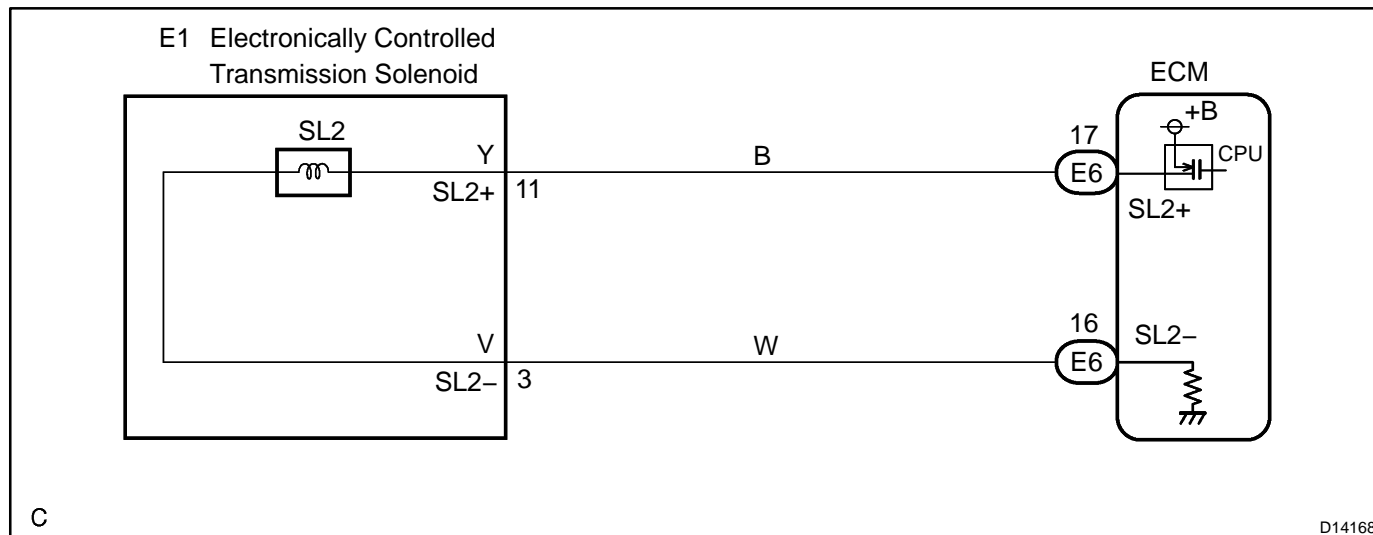 E1 Electronically Controlled
Transmission Solenoid
ECM
SL2
+B
CPU
Y
B
17
E6
SL2+
11
SL2+
V
W
16
E6
SL2–
SL2–
3
C
D14168